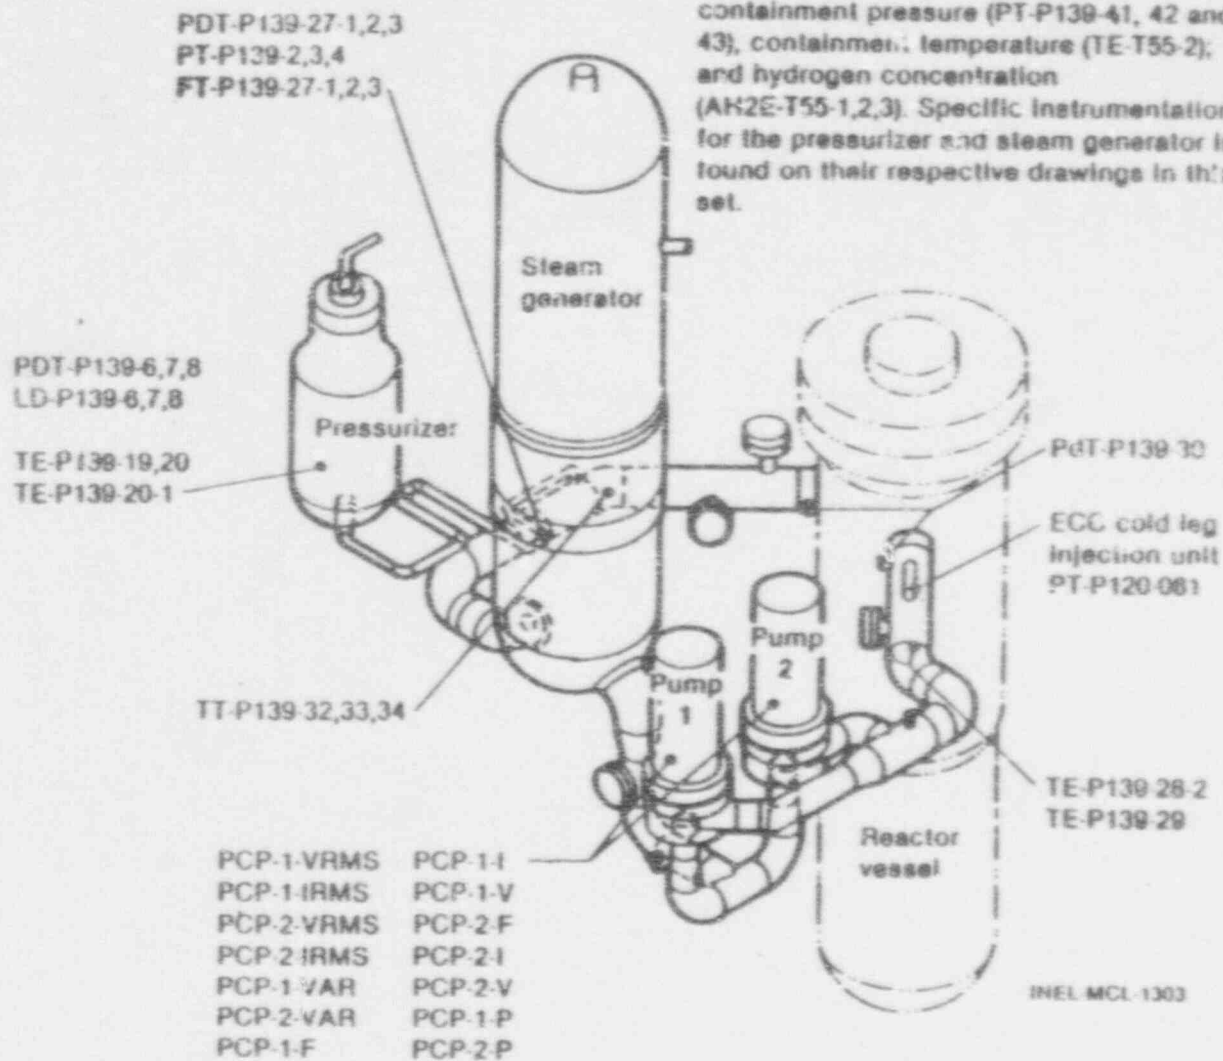 PDT-P139-27-1,2,3
PT-P139-2,3,4
FT-P139-27-1,2,3
containment pressure (PT-P139-41, 42 and
43), containment temperature (TE-T55-2);
and hydrogen concentration
(AH2E-T55-1,2,3). Specific instrumentation
for the pressurizer and steam generator is
found on their respective drawings in this
set.
Steam
generator
PDT-P139-6,7,8
LD-P139-6,7,8
Pressurizer
TE-P139-19,20
TE-P139-20-1
PdT-P139-30
ECC cold leg
injection unit
PT-P120-061
Pump
2
Pump
1
TT-P139-32,33,34
TE-P139-28-2
TE-P139-29
Reactor
vessel
PCP-1-VRMS PCP-1-I
PCP-1-IRMS PCP-1-V
PCP-2-VRMS PCP-2-F
PCP-2-IRMS PCP-2-I
PCP-1-VAR PCP-2-V
PCP-2-VAR PCP-1-P
PCP-1-F PCP-2-P
INEL-MCL-1303